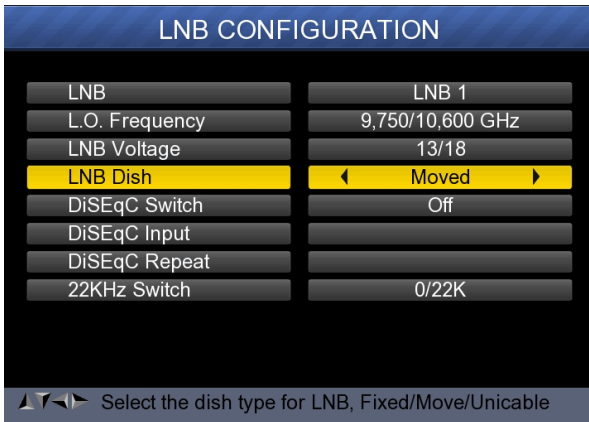 LNB CONFIGURATION
LNB LNB 1
L.O. Frequency 9,750/10,600 GHz
LNB Voltage 13/18
LNB Dish Moved
DiSEqC Switch Off
DiSEqC Input
DiSEqC Repeat
22KHz Switch 0/22K
Select the dish type for LNB, Fixed/Move/Unicable